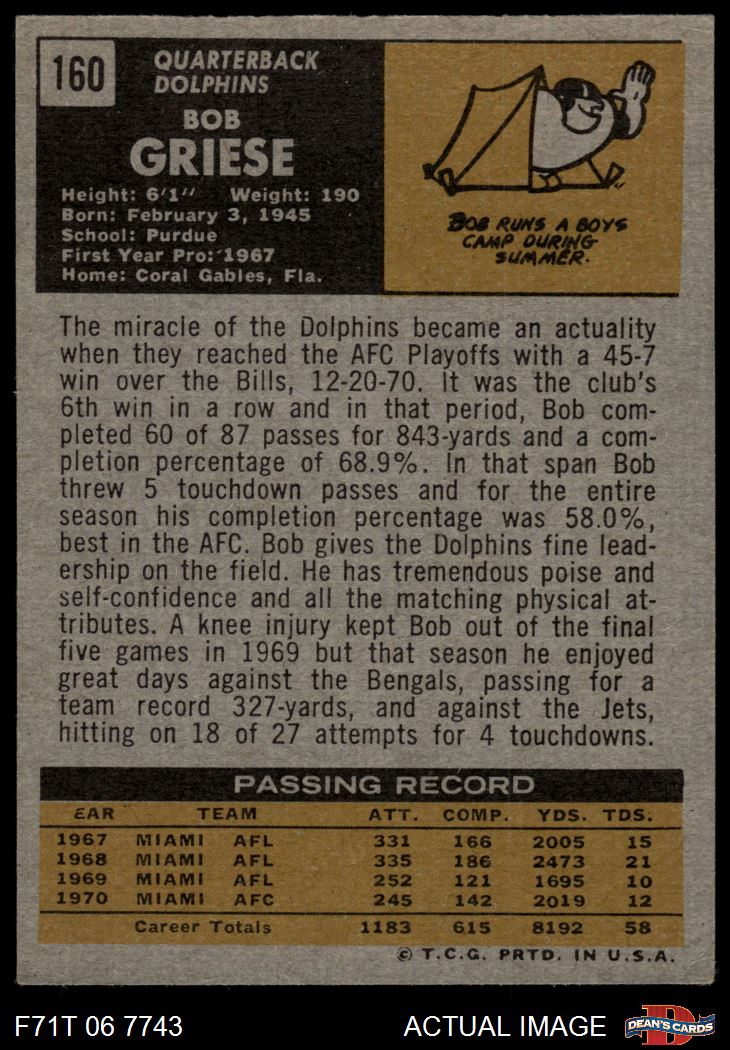 160
QUARTERBACK
DOLPHINS
BOB
GRIESE
Height: 6'1" Weight: 190
Born: February 3, 1945
School: Purdue
First Year Pro: 1967
Home: Coral Gables, Fla.
BOB RUNS A BOYS
CAMP DURING
SUMMER.
The miracle of the Dolphins became an actuality
when they reached the AFC Playoffs with a 45-7
win over the Bills, 12-20-70. It was the club's
6th win in a row and in that period, Bob com-
pleted 60 of 87 passes for 843-yards and a com-
pletion percentage of 68.9%. In that span Bob
threw 5 touchdown passes and for the entire
season his completion percentage was 58.0%,
best in the AFC. Bob gives the Dolphins fine lead-
ership on the field. He has tremendous poise and
self-confidence and all the matching physical at-
tributes. A knee injury kept Bob out of the final
five games in 1969 but that season he enjoyed
great days against the Bengals, passing for a
team record 327-yards, and against the Jets,
hitting on 18 of 27 attempts for 4 touchdowns.
PASSING RECORD
EAR TEAM ATT. COMP. YDS. TDS.
1967 MIAMI AFL 331 166 2005 15
1968 MIAMI AFL 335 186 2473 21
1969 MIAMI AFL 252 121 1695 10
1970 MIAMI AFC 245 142 2019 12
Career Totals 1183 615 8192 58
© T.C.G. PRTD. IN U.S.A.
F71T 06 7743 ACTUAL IMAGE
D
DEAN'S CARDS